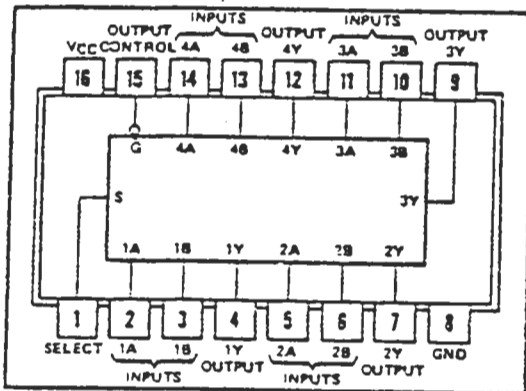 INPUTS INPUTS
OUTPUT OUTPUT OUTPUT
VCC CONTROL 4A 4B 4Y 3A 3B 3Y
16 15 14 13 12 11 10 9
G 4A 4B 4Y 3A 3B
S 3Y
1A 1B 1Y 2A 2B 2Y
1 2 3 4 5 6 7 8
SELECT 1A 1B 1Y 2A 2B 2Y GND
OUTPUT OUTPUT
INPUTS INPUTS